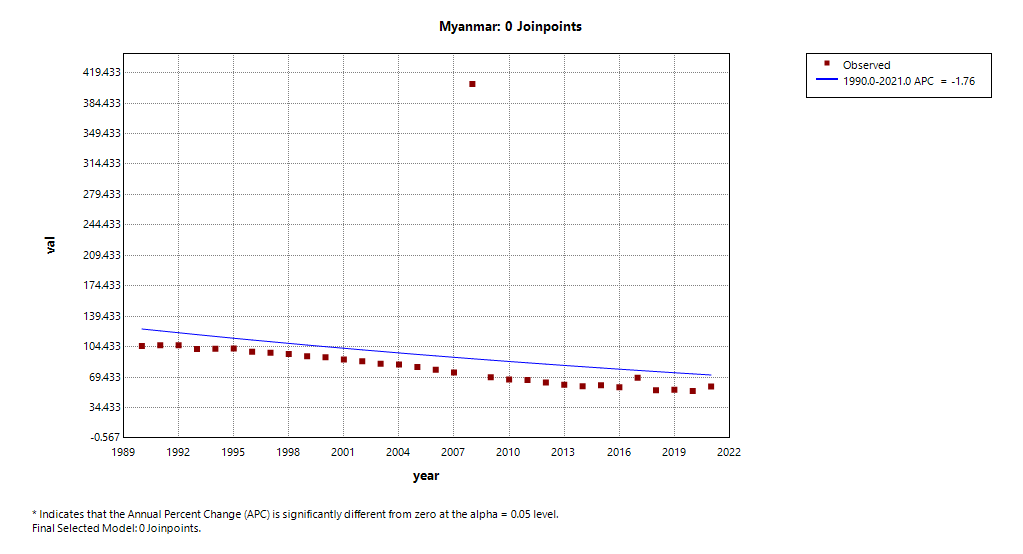 Myanmar: 0 Joinpoints
Observed
1990.0-2021.0 APC = -1.76
419.433
384.433
349.433
314.433
279.433
244.433
209.433
174.433
139.433
104.433
69.433
34.433
-0.567
val
1989 1992 1995 1998 2001 2004 2007 2010 2013 2016 2019 2022
year
* Indicates that the Annual Percent Change (APC) is significantly different from zero at the alpha = 0.05 level.
Final Selected Model: 0 Joinpoints.